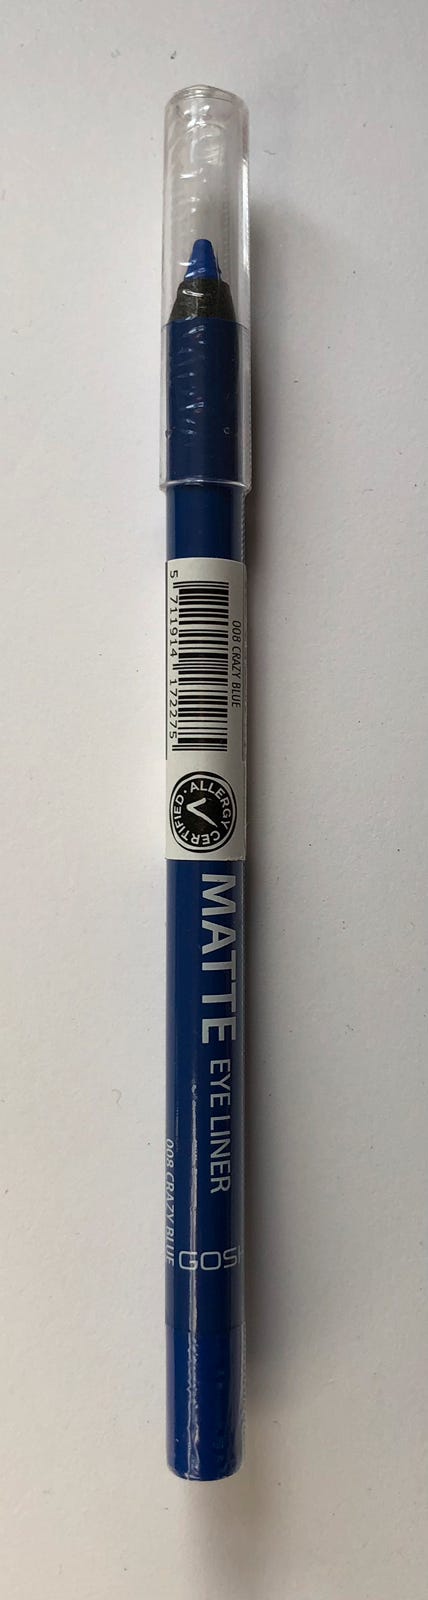 008 CRAZY BLUE
5 711914 172275
ALLERGY CERTIFIED
MATTE EYE LINER
008 CRAZY BLUE
GOSH